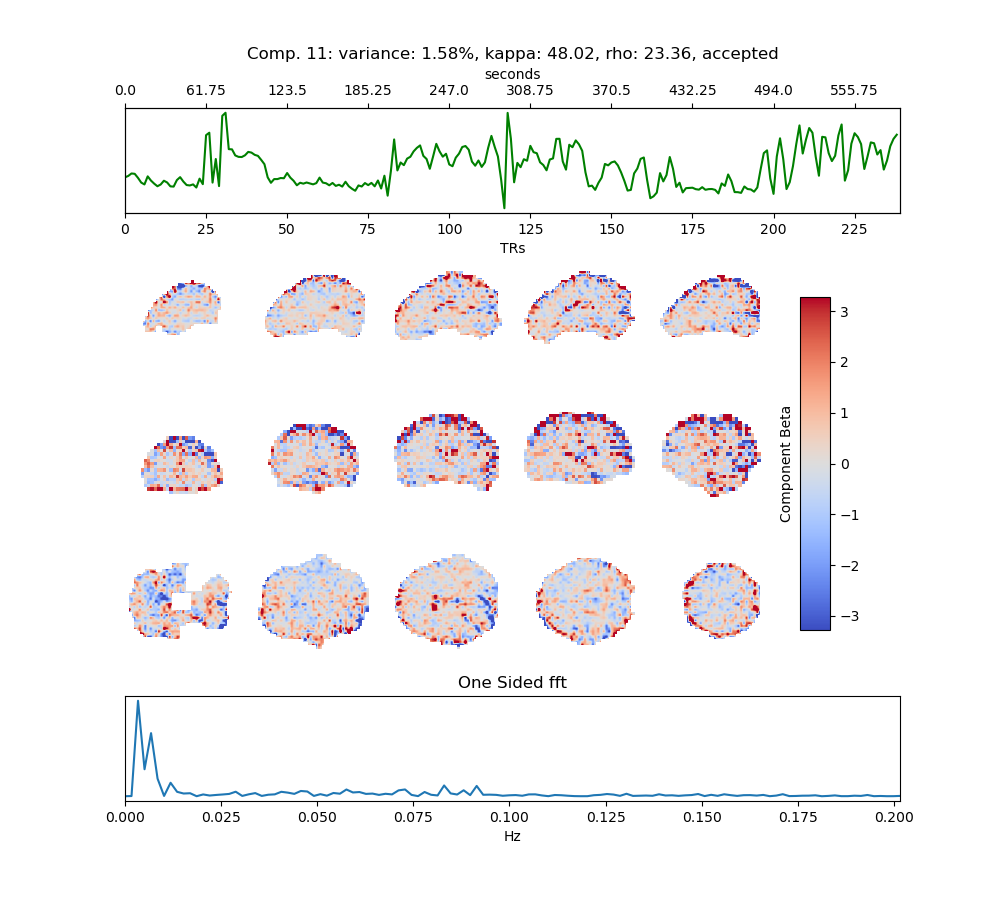 Comp. 11: variance: 1.58%, kappa: 48.02, rho: 23.36, accepted
seconds
0.0 61.75 123.5 185.25 247.0 308.75 370.5 432.25 494.0 555.75
0 25 50 75 100 125 150 175 200 225
TRs
3
2
1
0
−1
−2
−3
Component Beta
One Sided fft
0.000 0.025 0.050 0.075 0.100 0.125 0.150 0.175 0.200
Hz